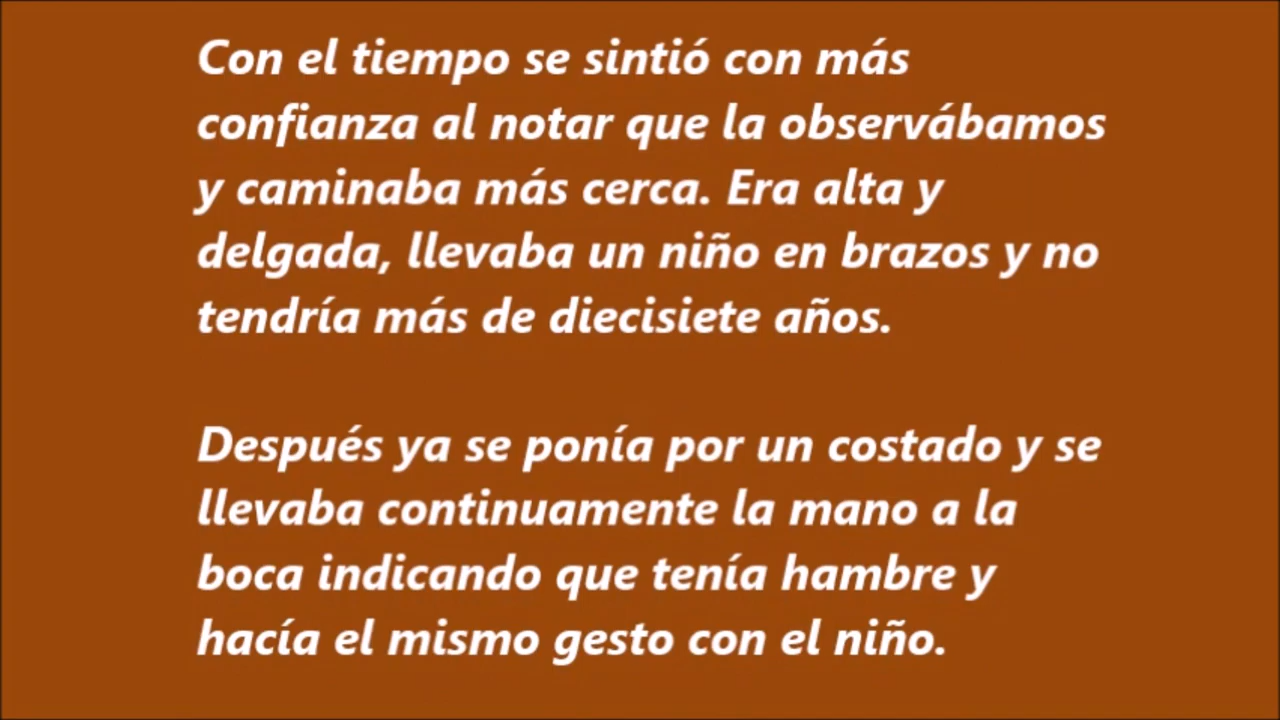 Con el tiempo se sintió con más
confianza al notar que la observábamos
y caminaba más cerca. Era alta y
delgada, llevaba un niño en brazos y no
tendría más de diecisiete años.
Después ya se ponía por un costado y se
llevaba continuamente la mano a la
boca indicando que tenía hambre y
hacía el mismo gesto con el niño.